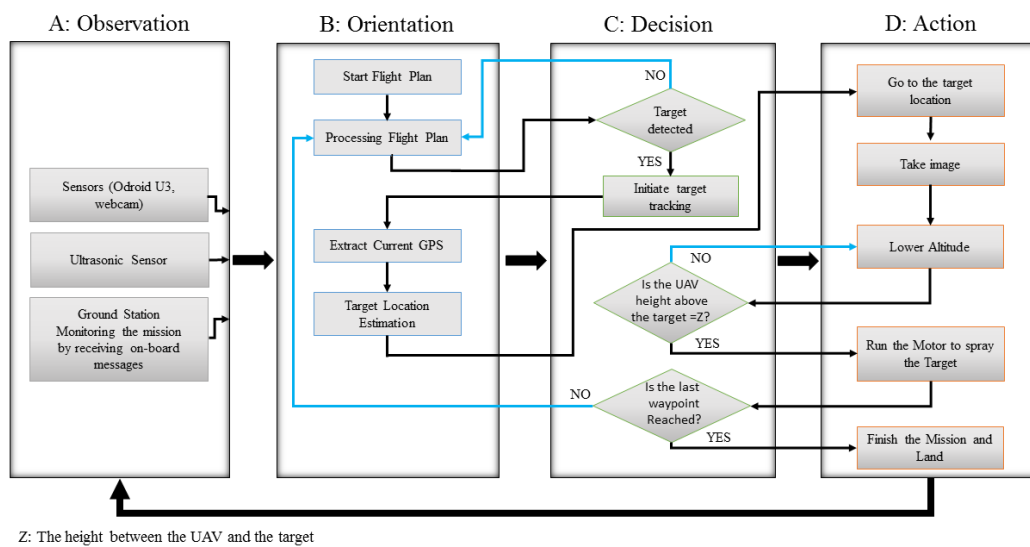 A: Observation
Sensors (Odroid U3,
webcam)
Ultrasonic Sensor
Ground Station
Monitoring the mission
by receiving on-board
messages
B: Orientation
Start Flight Plan
Processing Flight Plan
Extract Current GPS
Target Location
Estimation
C: Decision
NO
Target
detected
YES
Initiate target
tracking
NO
Is the UAV
height above
the target =Z?
YES
NO
Is the last
waypoint
Reached?
YES
D: Action
Go to the target
location
Take image
Lower Altitude
Run the Motor to spray
the Target
Finish the Mission and
Land
Z: The height between the UAV and the target